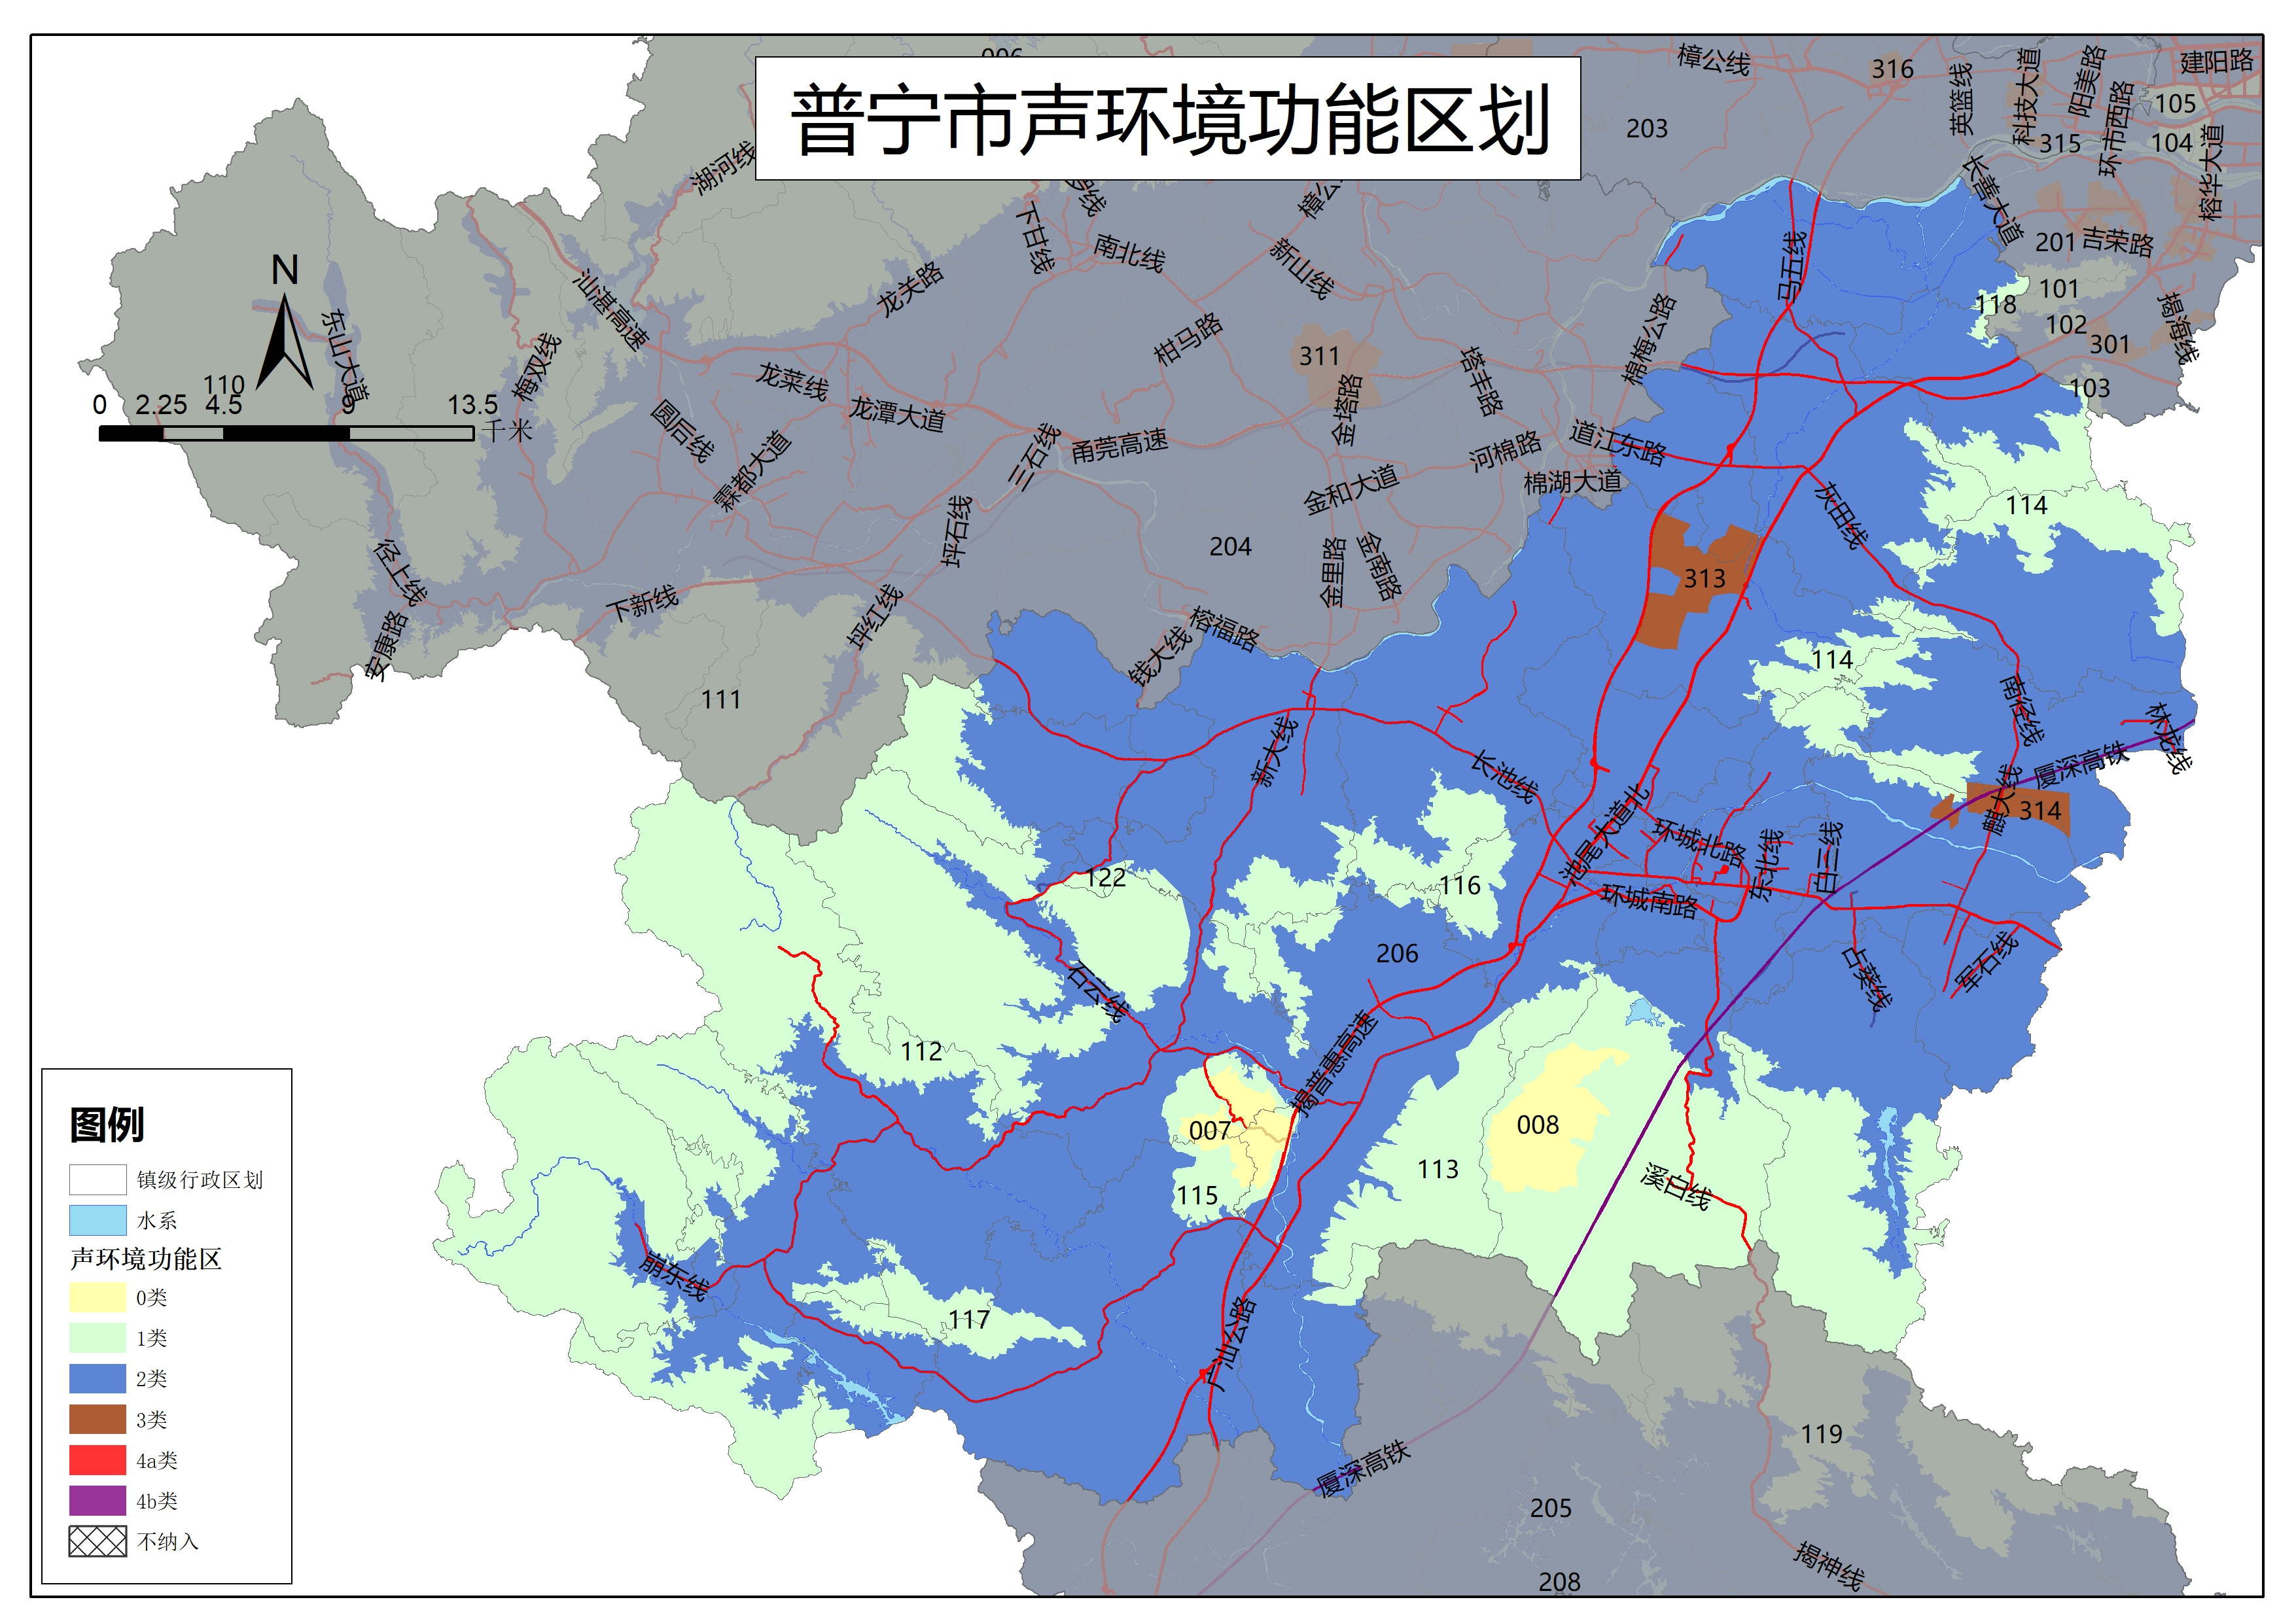 006
普宁市声环境功能区划
樟公线
316
英篮线
科技大道
阳美路
环市西路
建阳路
105
203
315
104
榕华大道
湖河线
下甘线
南北线
新山线
长善大道
201
吉荣路
马五线
N
东山大道
汕湛高速
龙关路
118
101
102
301
揭海线
柑马路
311
棉梅公路
110
梅双线
龙菜线
塔丰路
金塔路
103
0
2.25
4.5
9
13.5
千米
圆后线
龙潭大道
三石线
甬莞高速
河棉路
道江东路
霖都大道
金和大道
棉湖大道
灰田线
114
坪石线
204
径上线
金里路
金南路
313
下新线
坪红线
榕福路
钱大线
安康路
114
111
南径线
林龙线
新大线
长池线
厦深高铁
池尾大道北
麒大线
314
环城北路
东北线
白三线
122
116
环城南路
206
石云线
占葵线
军石线
112
揭普惠高速
007
008
115
113
溪白线
崩东线
117
广汕公路
119
厦深高铁
205
揭神线
208
图例
镇级行政区划
水系
声环境功能区
0类
1类
2类
3类
4a类
4b类
不纳入